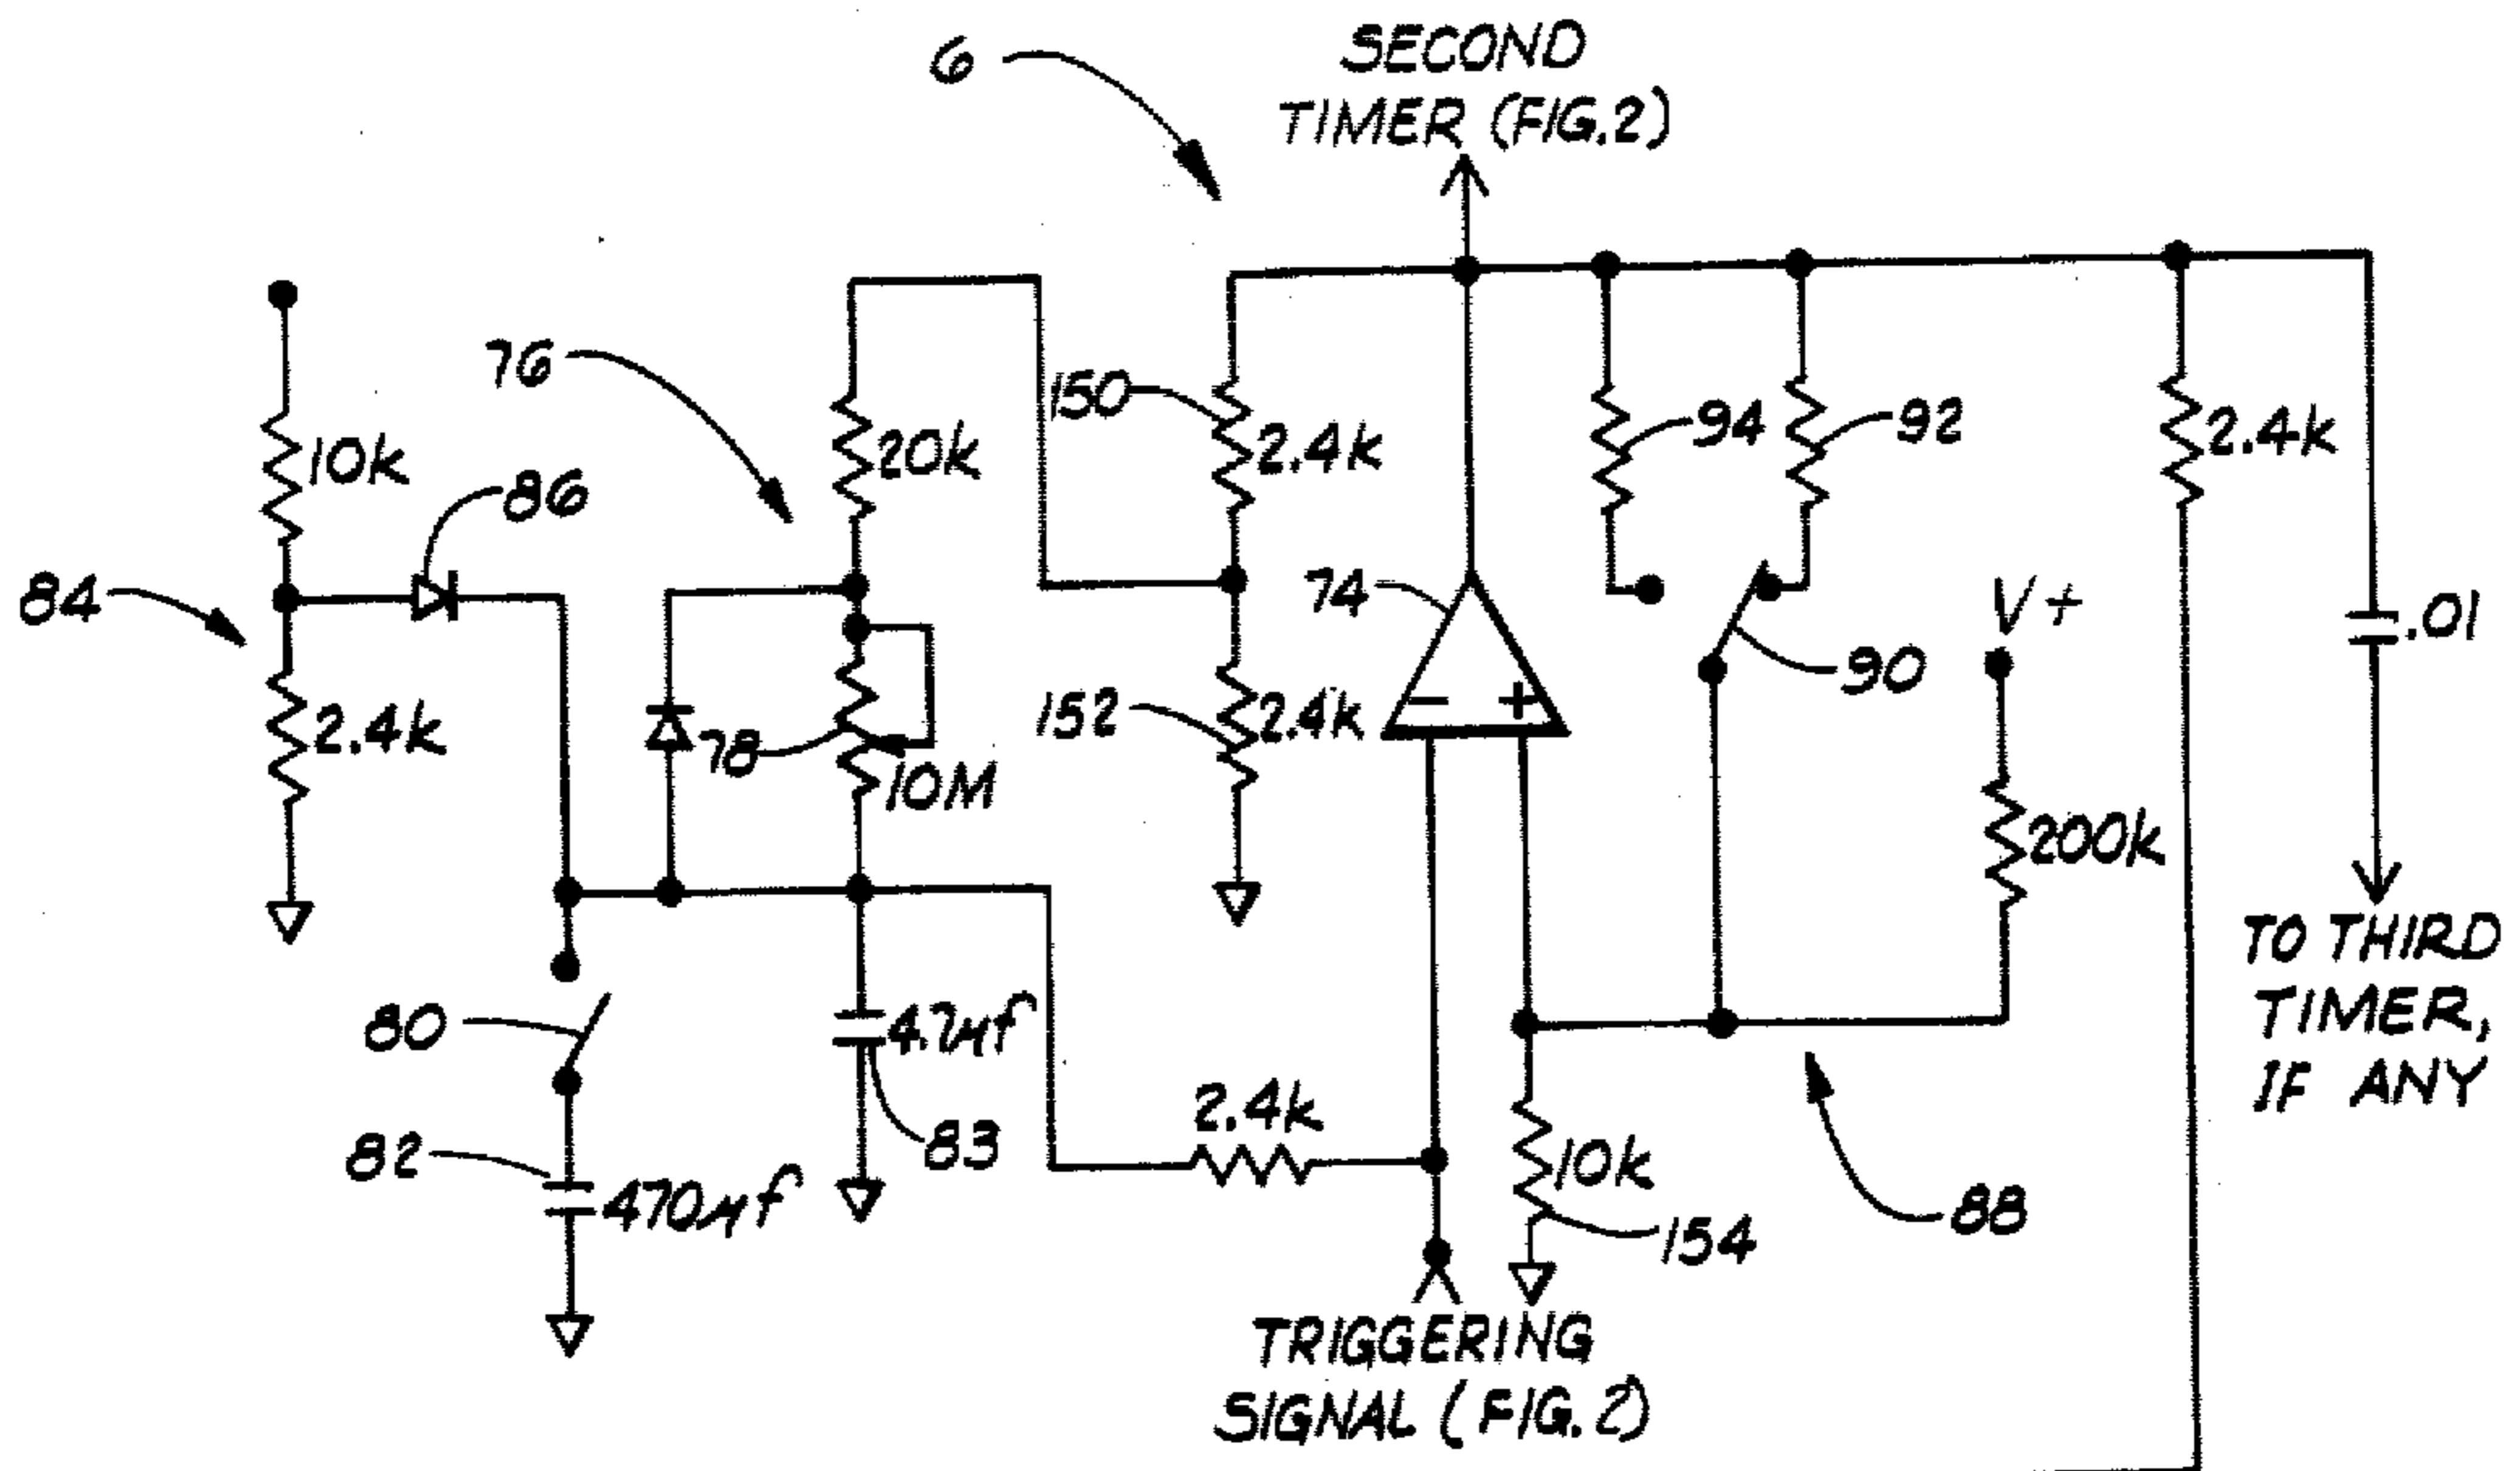 6
SECOND
TIMER (FIG.2)
76
150
94
92
10k
86
20k
2.4k
2.4k
84
74
V+
.01
90
2.4k
78
10M
152
2.4k
200k
TO THIRD
TIMER,
IF ANY
80
4.7µf
2.4k
82
83
10k
470µf
88
154
TRIGGERING
SIGNAL (FIG.2)